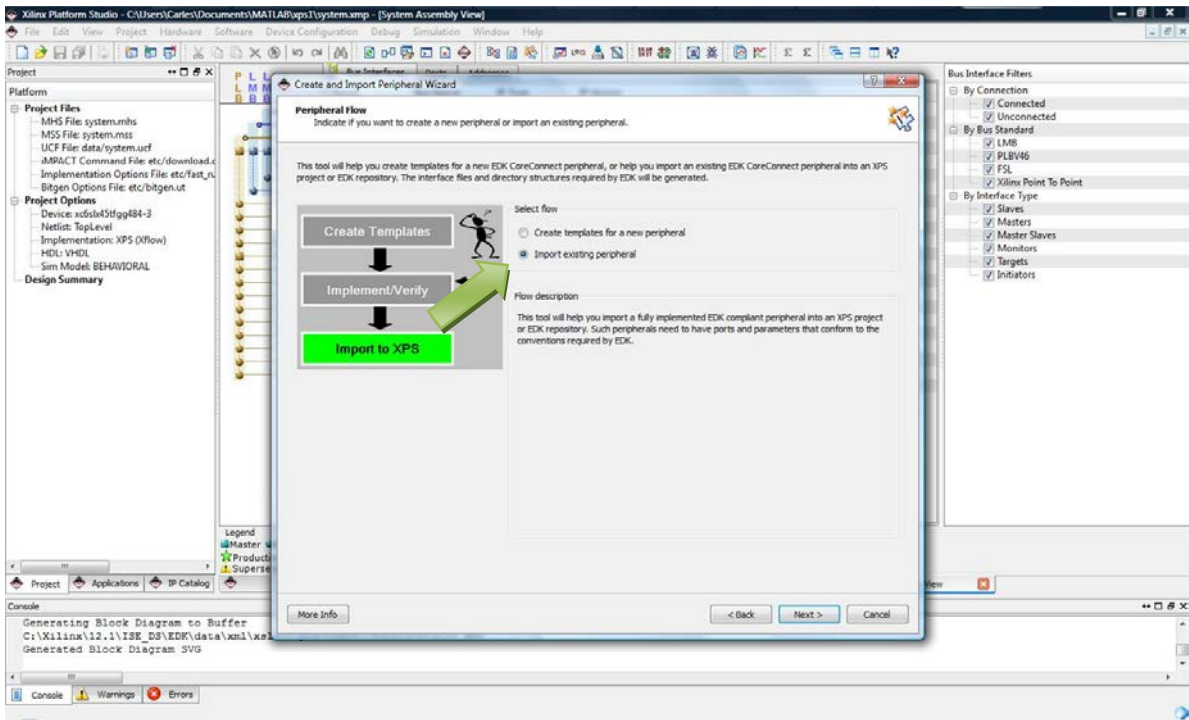 Xilinx Platform Studio - C:\Users\Carles\Documents\MATLAB\xps1\system.xmp - [System Assembly View]
File Edit View Project Hardware Software Device Configuration Debug Simulation Window Help
Project
Platform
Project Files
MHS File: system.mhs
MSS File: system.mss
UCF File: data/system.ucf
iMPACT Command File: etc/download.c
Implementation Options File: etc/fast_ru
Bitgen Options File: etc/bitgen.ut
Project Options
Device: xc6slx45tfgg484-3
Netlist: TopLevel
Implementation: XPS (Xflow)
HDL: VHDL
Sim Model: BEHAVIORAL
Design Summary
P L L
L M M
B B B
Bus Interfaces Ports Addresses
Create and Import Peripheral Wizard
Peripheral Flow
Indicate if you want to create a new peripheral or import an existing peripheral.
This tool will help you create templates for a new EDK CoreConnect peripheral, or help you import an existing EDK CoreConnect peripheral into an XPS
project or EDK repository. The interface files and directory structures required by EDK will be generated.
Create Templates
Implement/Verify
Import to XPS
Select flow
Create templates for a new peripheral
Import existing peripheral
Flow description
This tool will help you import a fully implemented EDK compliant peripheral into an XPS project
or EDK repository. Such peripherals need to have ports and parameters that conform to the
conventions required by EDK.
More Info
< Back Next > Cancel
Bus Interface Filters
By Connection
Connected
Unconnected
By Bus Standard
LMB
PLBV46
FSL
Xilinx Point To Point
By Interface Type
Slaves
Masters
Master Slaves
Monitors
Targets
Initiators
Legend
Master
Producti
Superse
Project Applications IP Catalog
View
Console
Generating Block Diagram to Buffer
C:\Xilinx\12.1\ISE_DS\EDK\data\xml\xsl
Generated Block Diagram SVG
Console Warnings Errors